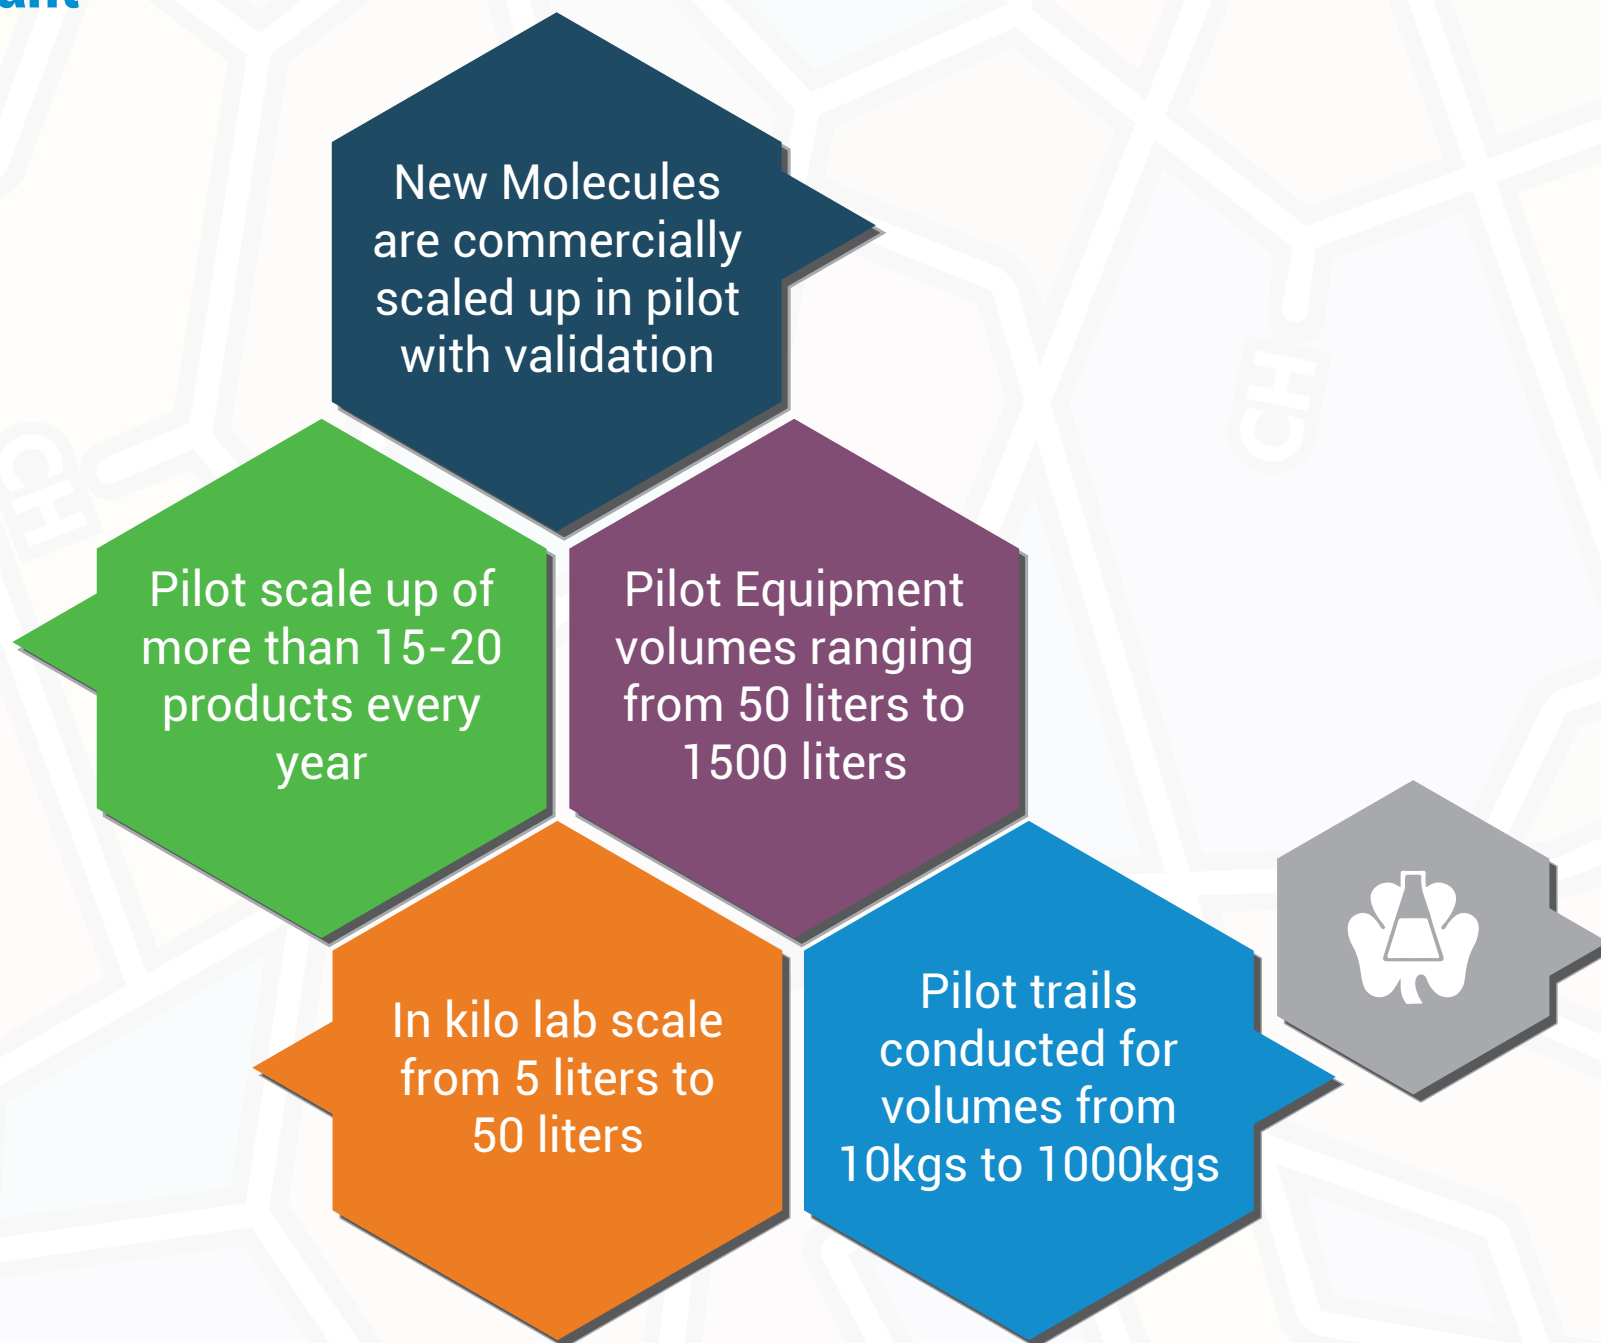 New Molecules
are commercially
scaled up in pilot
with validation
Pilot scale up of
more than 15-20
products every
year
Pilot Equipment
volumes ranging
from 50 liters to
1500 liters
In kilo lab scale
from 5 liters to
50 liters
Pilot trails
conducted for
volumes from
10kgs to 1000kgs
CH
CH